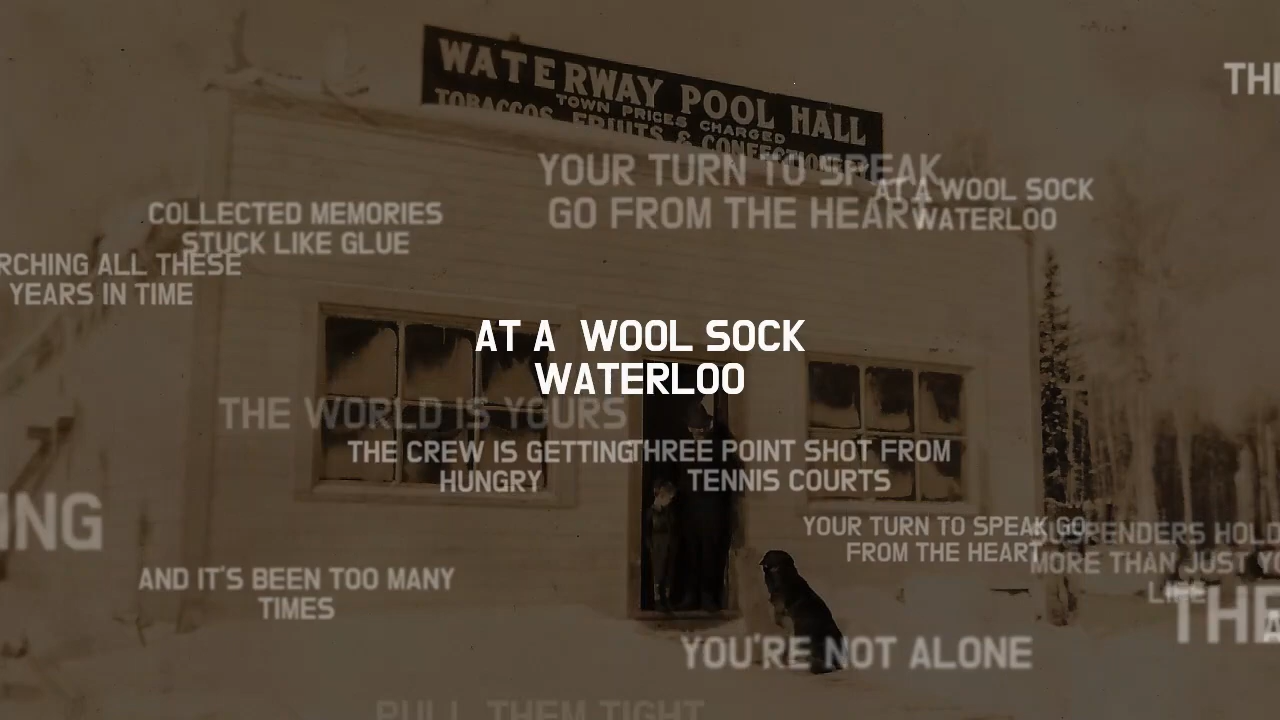 WATERWAY POOL HALL
TOWN PRICES CHARGED
TOBACCOS FRUITS & CONFECTIONERY
YOUR TURN TO SPEAK
GO FROM THE HEART
AT A WOOL SOCK
WATERLOO
COLLECTED MEMORIES
STUCK LIKE GLUE
RCHING ALL THESE
YEARS IN TIME
AT A WOOL SOCK
WATERLOO
THE WORLD IS YOURS
THE CREW IS GETTING
HUNGRY
THREE POINT SHOT FROM
TENNIS COURTS
ING
YOUR TURN TO SPEAK GO
FROM THE HEART
SUSPENDERS HOLD
MORE THAN JUST YO
LIFE
AND IT'S BEEN TOO MANY
TIMES
THE
YOU'RE NOT ALONE
PULL THEM TIGHT